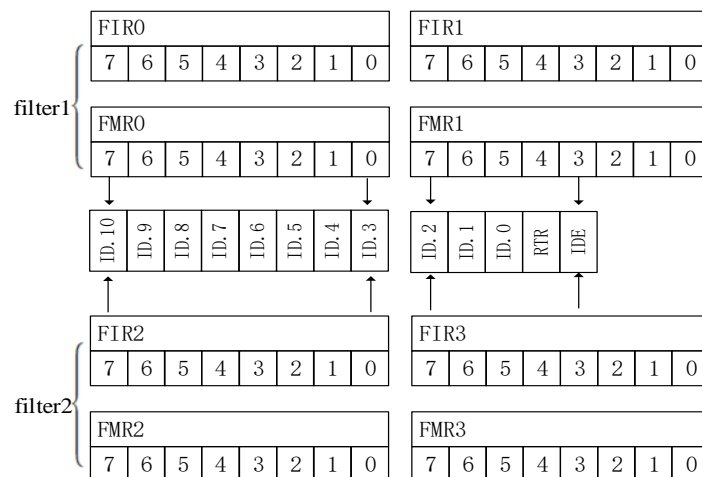 FIR0 FIR1
7 6 5 4 3 2 1 0 7 6 5 4 3 2 1 0
filter1
FMR0 FMR1
7 6 5 4 3 2 1 0 7 6 5 4 3 2 1 0
ID.10 ID.9 ID.8 ID.7 ID.6 ID.5 ID.4 ID.3 ID.2 ID.1 ID.0 RTR IDE
FIR2 FIR3
7 6 5 4 3 2 1 0 7 6 5 4 3 2 1 0
filter2
FMR2 FMR3
7 6 5 4 3 2 1 0 7 6 5 4 3 2 1 0